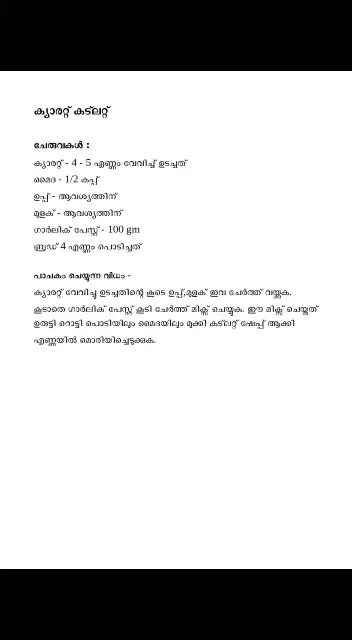 ക്യാരറ്റ് കട്ലറ്റ്
ചേരുവകൾ :
ക്യാരറ്റ് - 4 - 5 എണ്ണം വേവിച്ച് ഉടച്ചത്
മൈദ - 1/2 കപ്പ്
ഉപ്പ് - ആവശ്യത്തിന്
മുളക് - ആവശ്യത്തിന്
ഗാർലിക് പേസ്റ്റ് - 100 gm
ബ്രഡ് 4 എണ്ണം പൊടിച്ചത്
പാചകം ചെയ്യുന്ന വിധം -
ക്യാരറ്റ് വേവിച്ചു ഉടച്ചതിന്റെ കൂടെ ഉപ്പ്,മുളക് ഇവ ചേർത്ത് വയ്ക്കുക.
കൂടാതെ ഗാർലിക് പേസ്റ്റ് കൂടി ചേർത്ത് മിക്സ് ചെയ്യുക. ഈ മിക്സ് ചെയ്തത്
ഉരുട്ടി റൊട്ടി പൊടിയിലും മൈദയിലും മുക്കി കട്ലറ്റ് ഷേപ്പ് ആക്കി
എണ്ണയിൽ മൊരിയിച്ചെടുക്കുക.